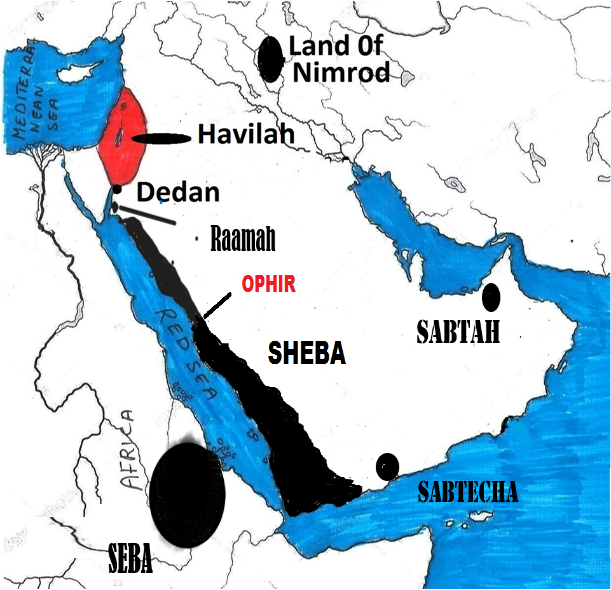 Land Of
Nimrod
MEDITERRA
NEAN
SEA
Havilah
Dedan
Raamah
OPHIR
RED SEA
SHEBA
SABTAH
AFRICA
SABTECHA
SEBA